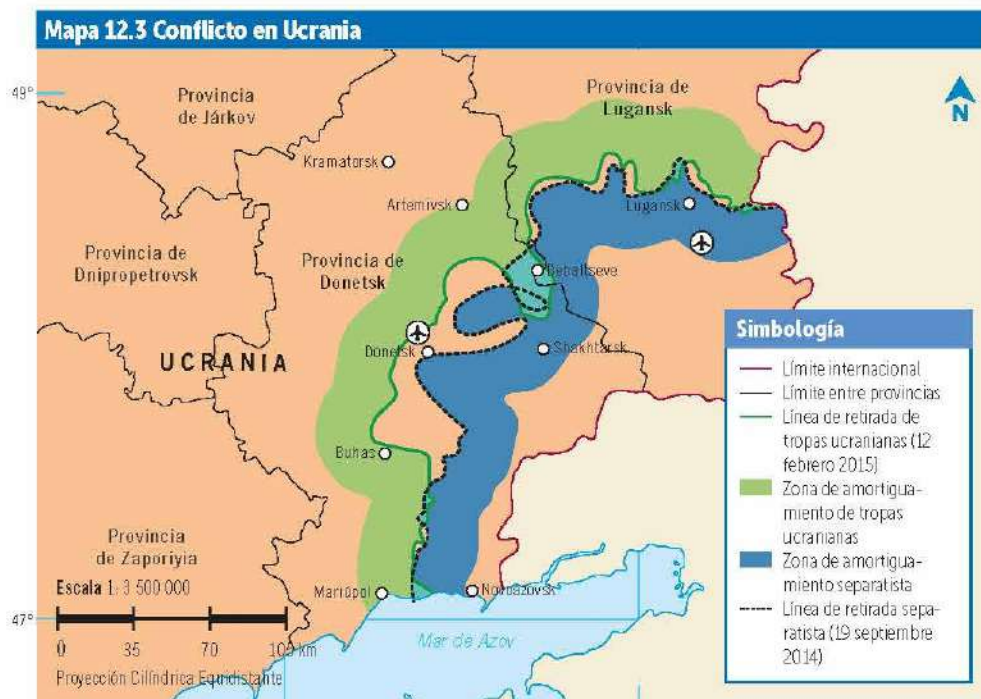 Mapa 12.3 Conflicto en Ucrania
49°
Provincia
de Járkov
Provincia de
Lugansk
N
Kramatorsk
Artemivsk
Lugansk
Provincia de
Dnipropetrovsk
Provincia de
Donetsk
Debaltseve
UCRANIA
Donetsk
Shakhtarsk
Buhas
Provincia
de Zaporiyia
Mariúpol
Novoazovsk
Mar de Azov
47°
Escala 1: 3 500 000
0 35 70 105 km
Proyección Cilíndrica Equidistante
Simbología
Límite internacional
Límite entre provincias
Línea de retirada de
tropas ucranianas (12
febrero 2015)
Zona de amortigua-
miento de tropas
ucranianas
Zona de amortigua-
miento separatista
Línea de retirada sepa-
ratista (19 septiembre
2014)